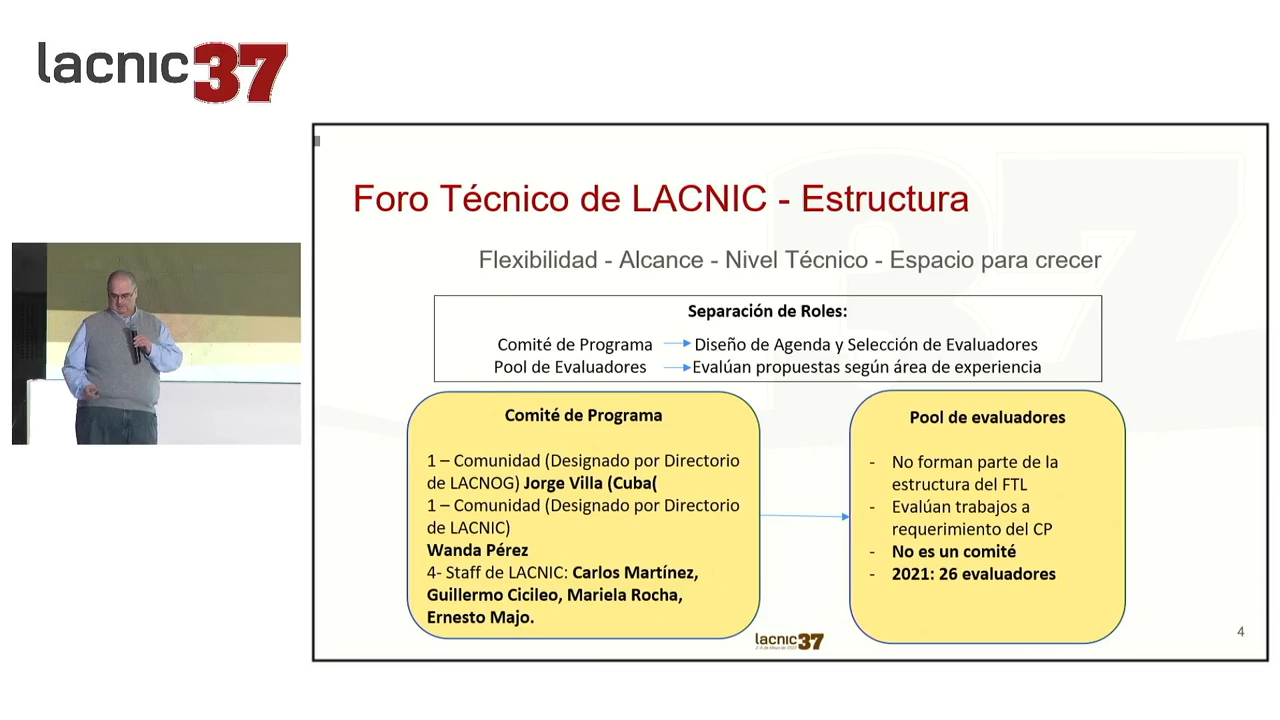 lacnic37
Foro Técnico de LACNIC - Estructura
Flexibilidad - Alcance - Nivel Técnico - Espacio para crecer
Separación de Roles:
Comité de Programa → Diseño de Agenda y Selección de Evaluadores
Pool de Evaluadores → Evalúan propuestas según área de experiencia
Comité de Programa
1 – Comunidad (Designado por Directorio
de LACNOG) Jorge Villa (Cuba(
1 – Comunidad (Designado por Directorio
de LACNIC)
Wanda Pérez
4- Staff de LACNIC: Carlos Martínez,
Guillermo Cicileo, Mariela Rocha,
Ernesto Majo.
Pool de evaluadores
- No forman parte de la
estructura del FTL
- Evalúan trabajos a
requerimiento del CP
- No es un comité
- 2021: 26 evaluadores
lacnic37
4